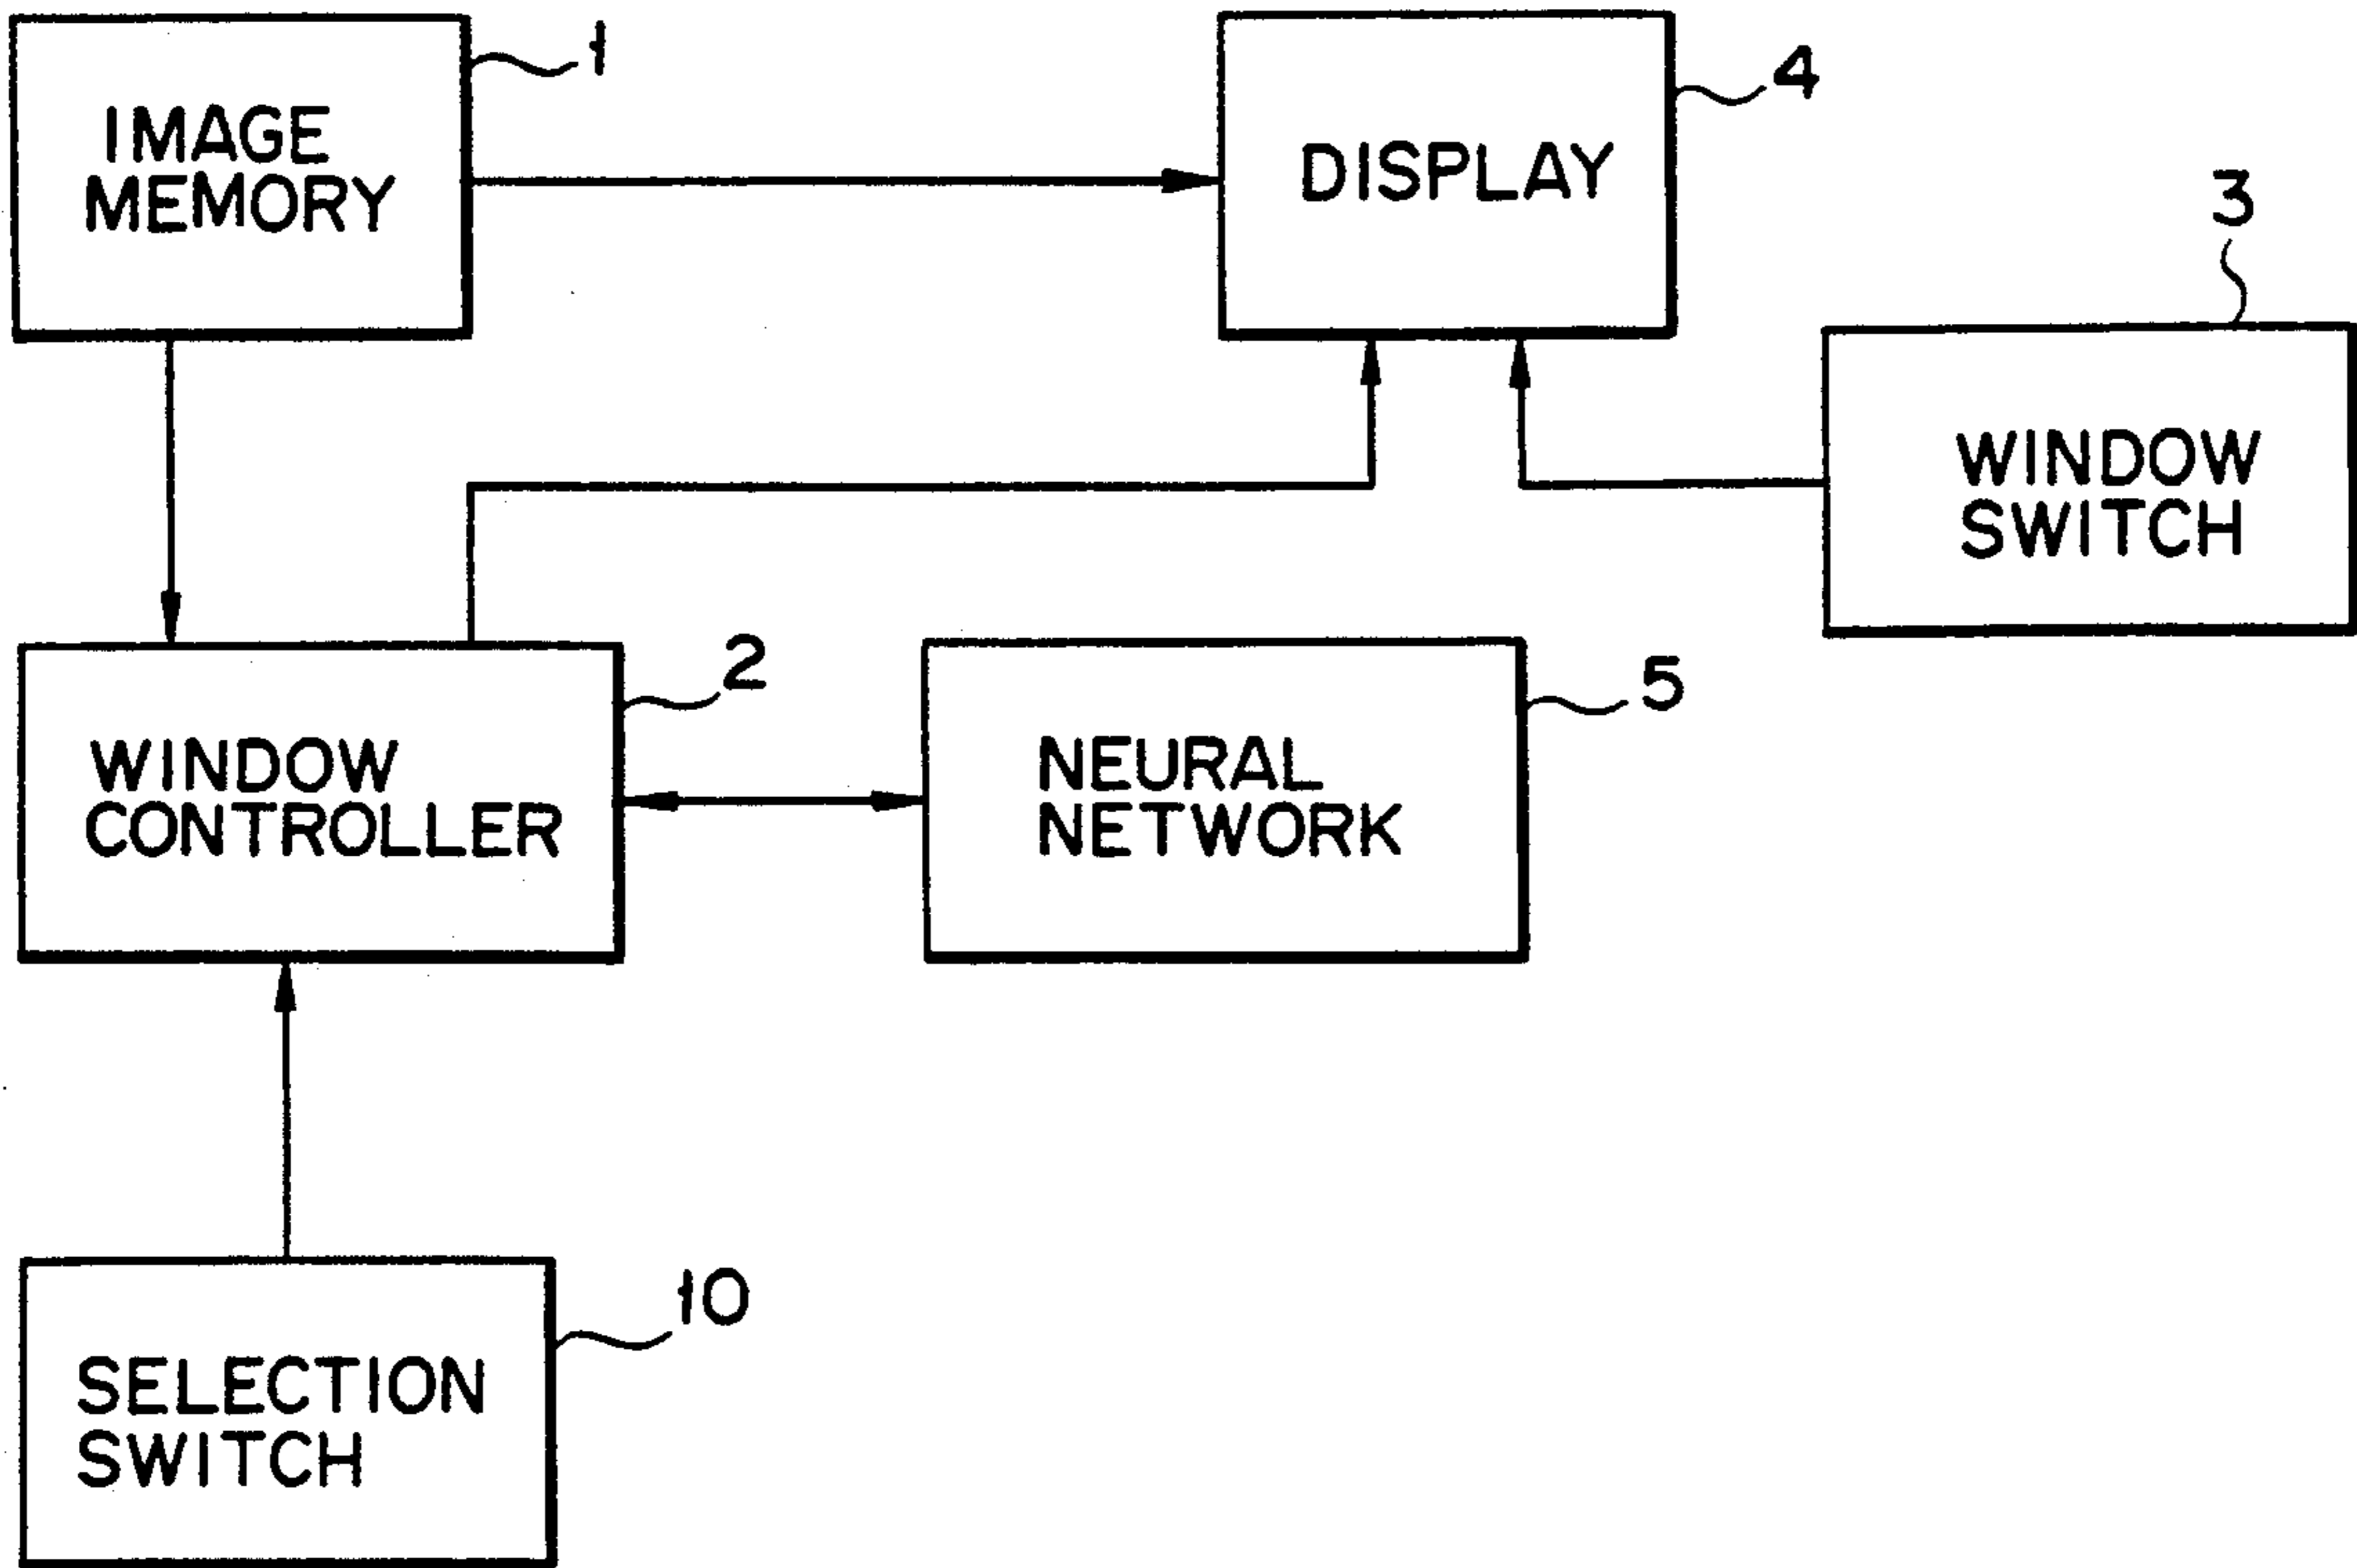 1
IMAGE
MEMORY
4
DISPLAY
3
WINDOW
SWITCH
2
WINDOW
CONTROLLER
5
NEURAL
NETWORK
10
SELECTION
SWITCH